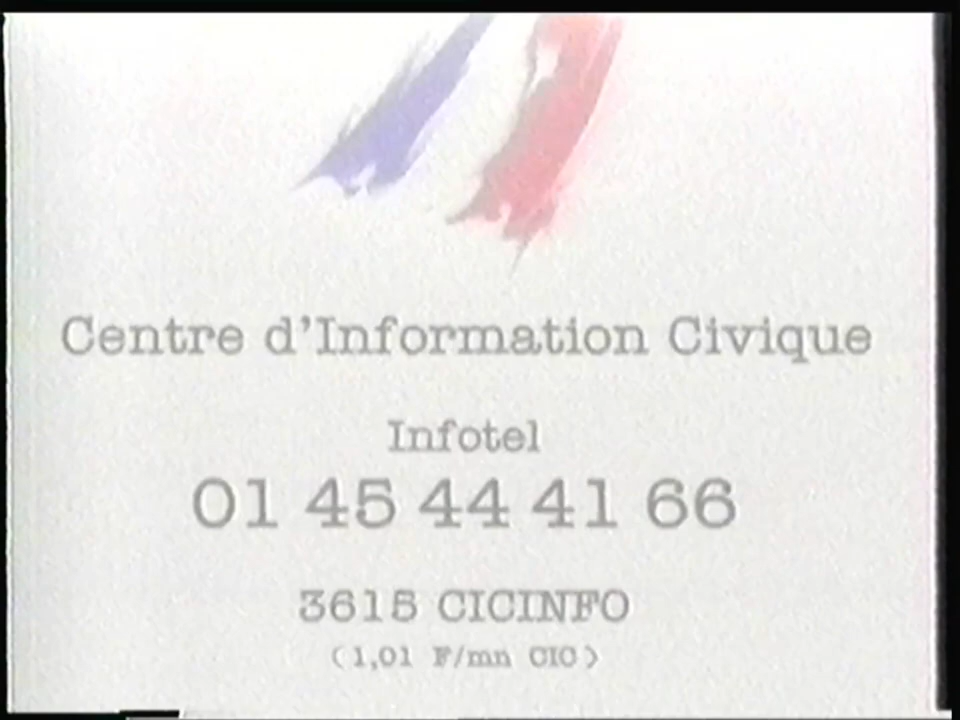 Centre d'Information Civique
Infotel
01 45 44 41 66
3615 CICINFO
(1,01 F/mn CIC)